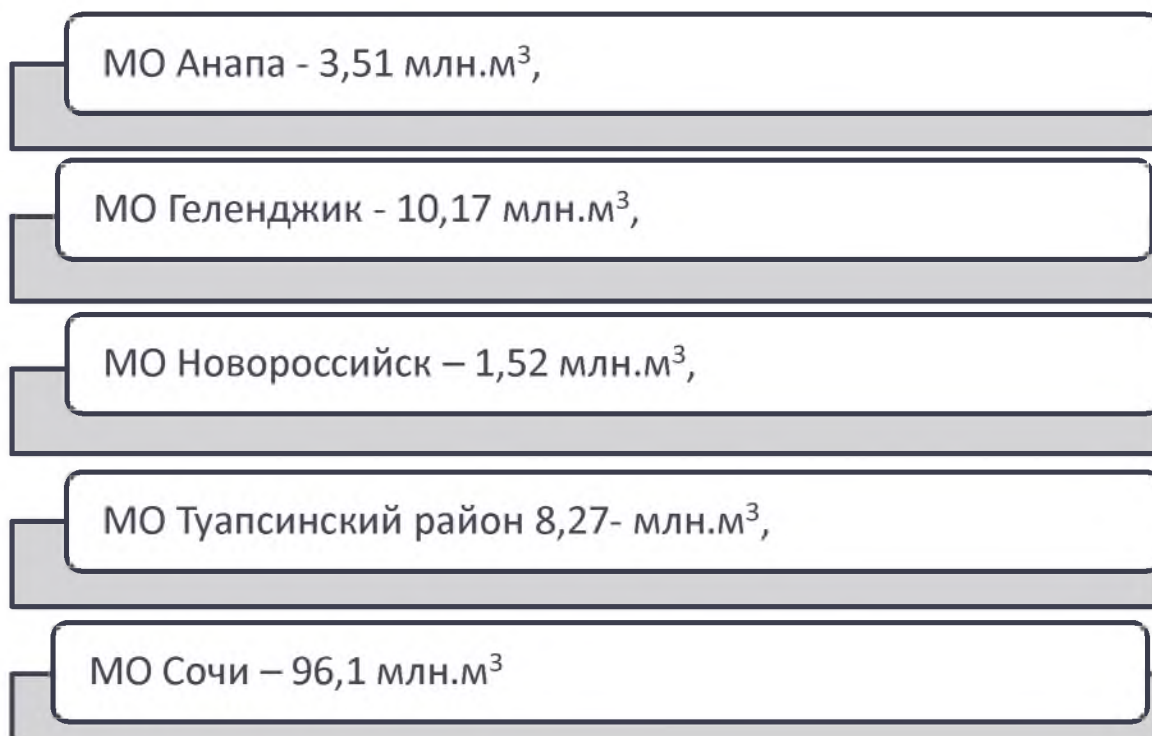 МО Анапа - 3,51 млн.м³,
МО Геленджик - 10,17 млн.м³,
МО Новороссийск – 1,52 млн.м³,
МО Туапсинский район 8,27- млн.м³,
МО Сочи – 96,1 млн.м³